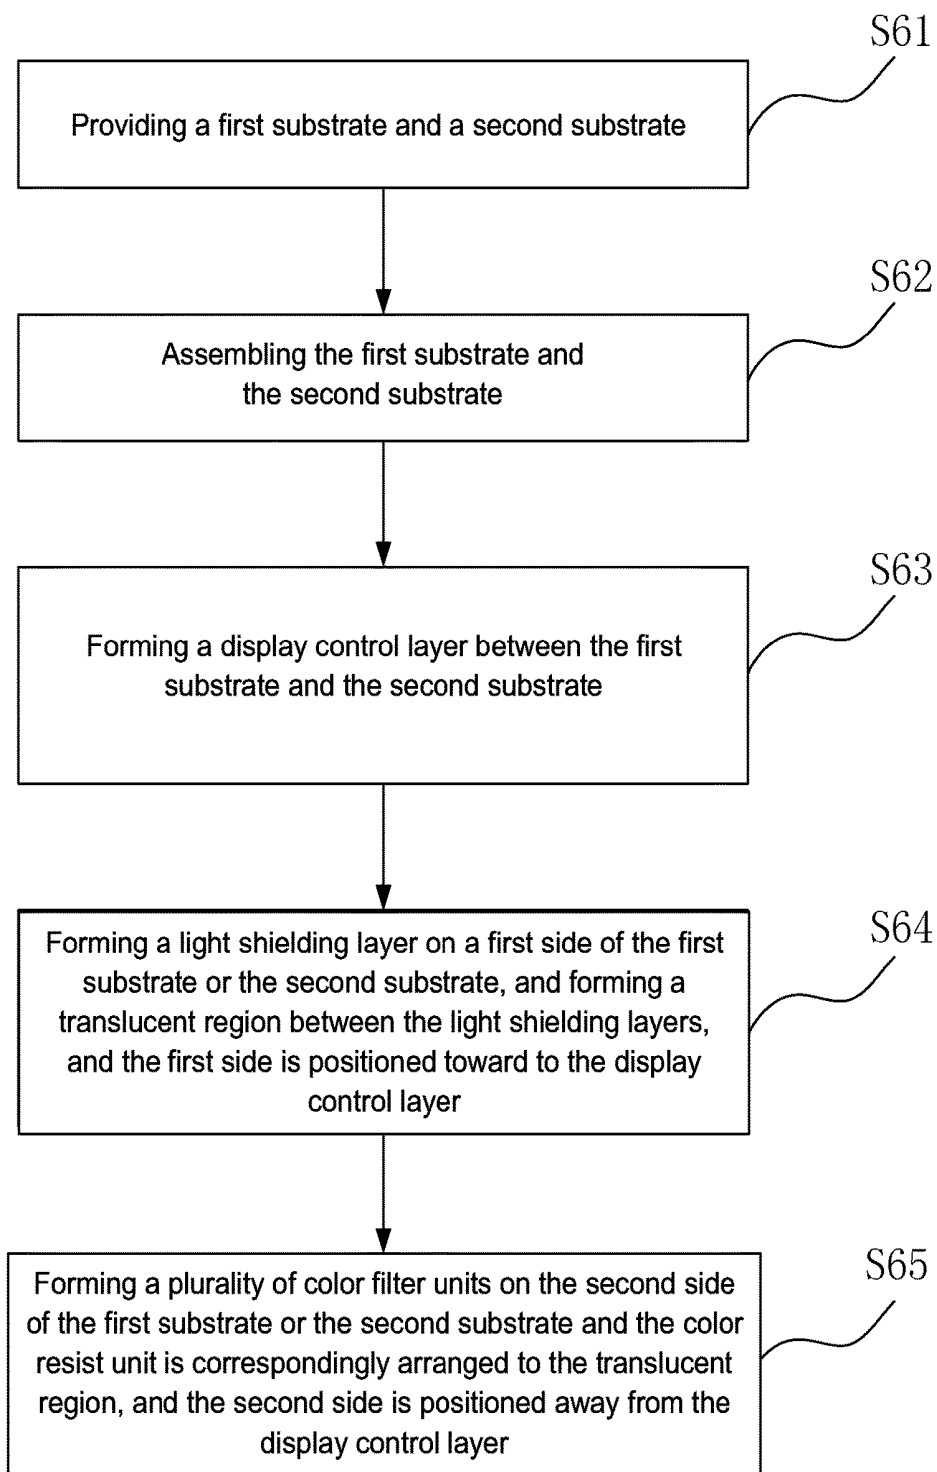 S61
Providing a first substrate and a second substrate
S62
Assembling the first substrate and
the second substrate
S63
Forming a display control layer between the first
substrate and the second substrate
S64
Forming a light shielding layer on a first side of the first
substrate or the second substrate, and forming a
translucent region between the light shielding layers,
and the first side is positioned toward to the display
control layer
S65
Forming a plurality of color filter units on the second side
of the first substrate or the second substrate and the color
resist unit is correspondingly arranged to the translucent
region, and the second side is positioned away from the
display control layer